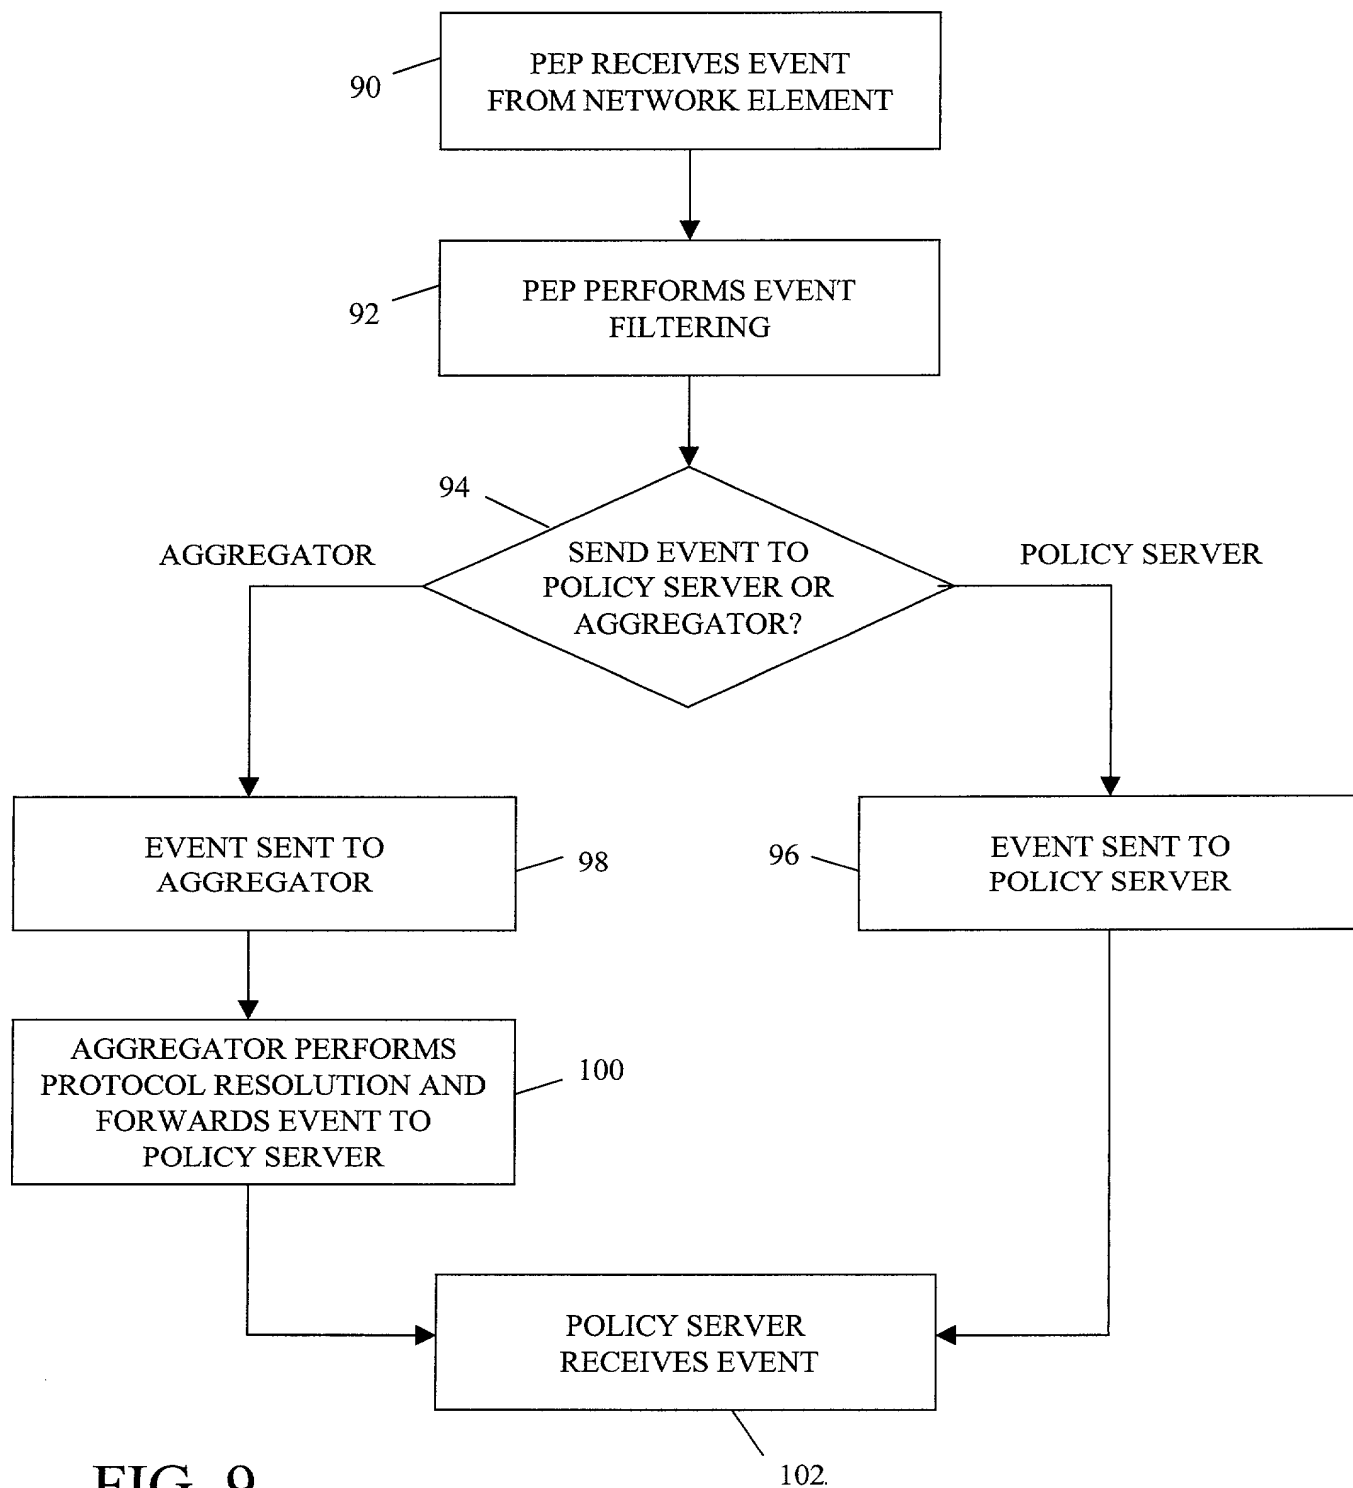 PEP RECEIVES EVENT
FROM NETWORK ELEMENT
90
PEP PERFORMS EVENT
FILTERING
92
94
AGGREGATOR
SEND EVENT TO
POLICY SERVER OR
AGGREGATOR?
POLICY SERVER
EVENT SENT TO
AGGREGATOR
98
96
EVENT SENT TO
POLICY SERVER
AGGREGATOR PERFORMS
PROTOCOL RESOLUTION AND
FORWARDS EVENT TO
POLICY SERVER
100
POLICY SERVER
RECEIVES EVENT
102
FIG. 9